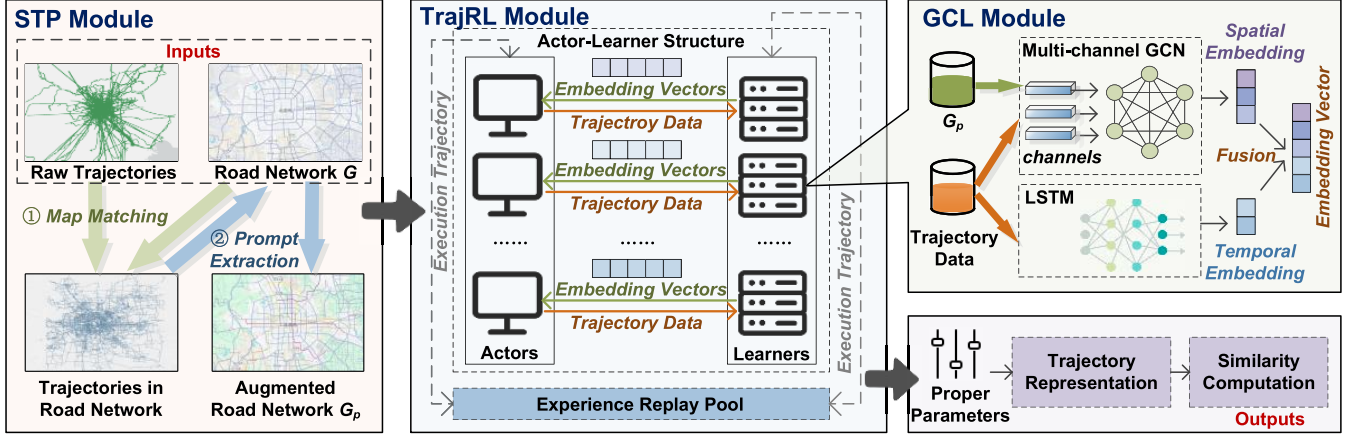 STP Module
Inputs
Raw Trajectories
Road Network G
① Map Matching
② Prompt
Extraction
Trajectories in
Road Network
Augmented
Road Network Gp
TrajRL Module
Actor-Learner Structure
Execution Trajectory
Embedding Vectors
Trajectroy Data
Embedding Vectors
Trajectory Data
......
......
......
Embedding Vectors
Trajectory Data
Actors
Learners
Execution Trajectory
Experience Replay Pool
GCL Module
Gp
Trajectory
Data
Multi-channel GCN
channels
LSTM
Spatial
Embedding
Fusion
Temporal
Embedding
Embedding Vector
Proper
Parameters
Trajectory
Representation
Similarity
Computation
Outputs